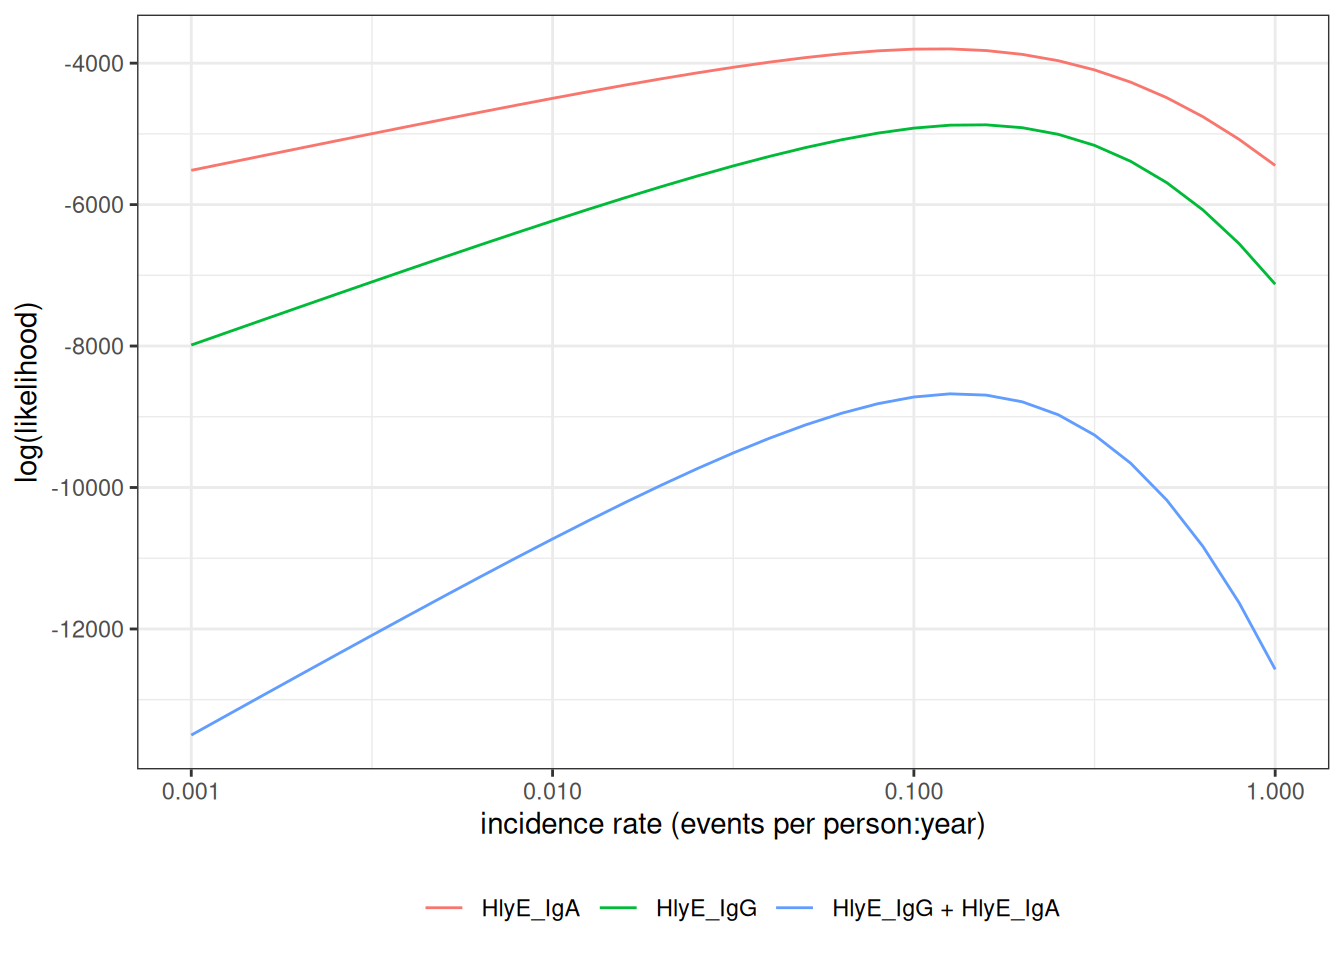 log(likelihood)
-4000
-6000
-8000
-10000
-12000
0.001 0.010 0.100 1.000
incidence rate (events per person:year)
HlyE_IgA HlyE_IgG HlyE_IgG + HlyE_IgA